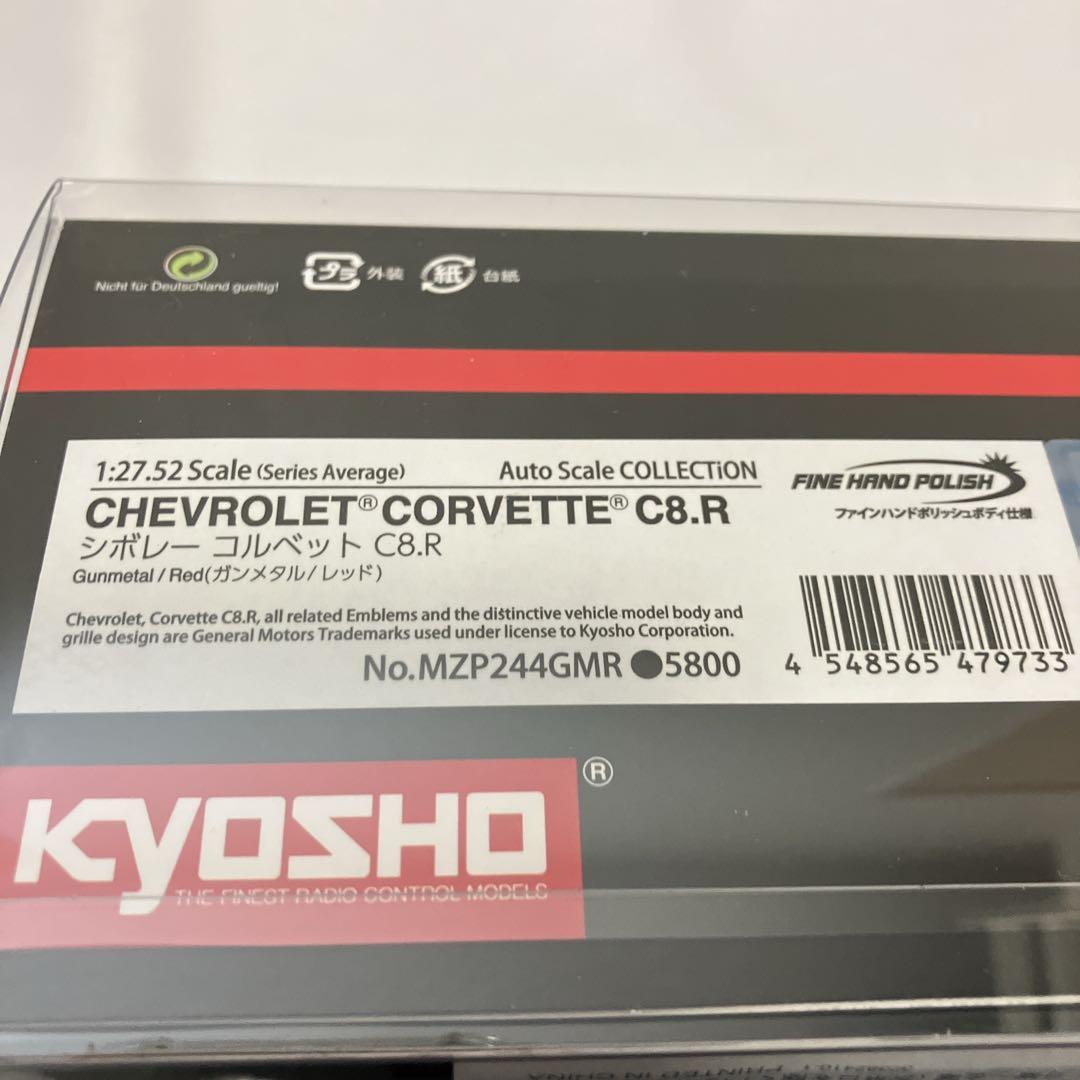 Nicht für Deutschland gueltig!
プラ 外装 紙 台紙
1:27.52 Scale (Series Average) Auto Scale COLLECTiON
CHEVROLET® CORVETTE® C8.R
シボレー コルベット C8.R
Gunmetal / Red(ガンメタル/レッド)
FINE HAND POLISH
ファインハンドポリッシュボディ仕様
Chevrolet, Corvette C8.R, all related Emblems and the distinctive vehicle model body and
grille design are General Motors Trademarks used under license to Kyosho Corporation.
No.MZP244GMR ●5800
4 548565 479733
KYOSHO®
THE FINEST RADIO CONTROL MODELS
PRINTED IN CHINA